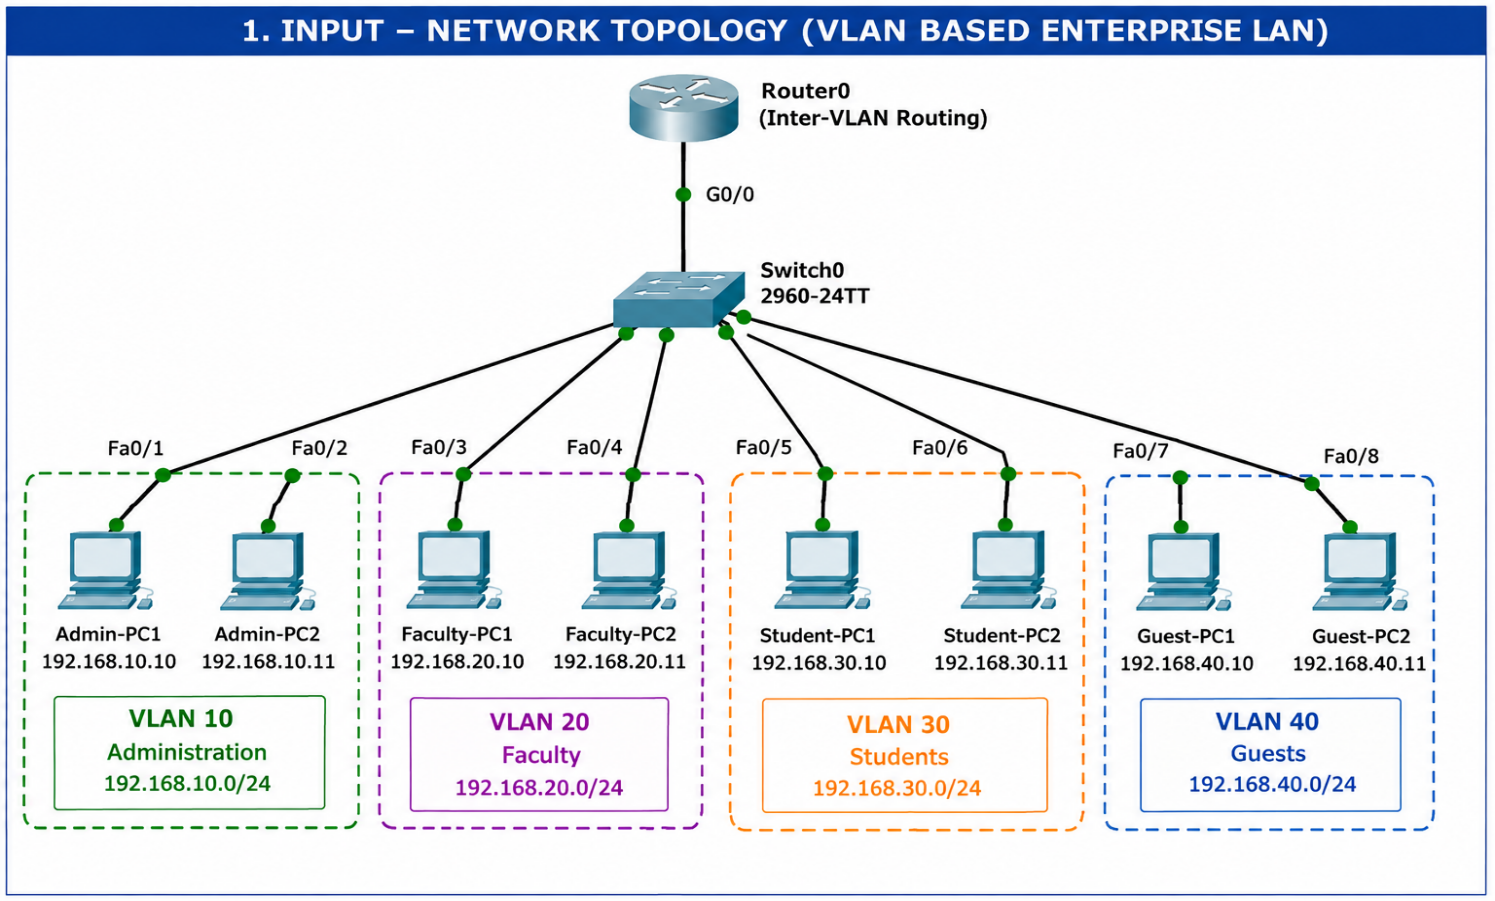 1. INPUT – NETWORK TOPOLOGY (VLAN BASED ENTERPRISE LAN)
Router0
(Inter-VLAN Routing)
G0/0
Switch0
2960-24TT
Fa0/1
Fa0/2
Fa0/3
Fa0/4
Fa0/5
Fa0/6
Fa0/7
Fa0/8
Admin-PC1
192.168.10.10
Admin-PC2
192.168.10.11
Faculty-PC1
192.168.20.10
Faculty-PC2
192.168.20.11
Student-PC1
192.168.30.10
Student-PC2
192.168.30.11
Guest-PC1
192.168.40.10
Guest-PC2
192.168.40.11
VLAN 10
Administration
192.168.10.0/24
VLAN 20
Faculty
192.168.20.0/24
VLAN 30
Students
192.168.30.0/24
VLAN 40
Guests
192.168.40.0/24